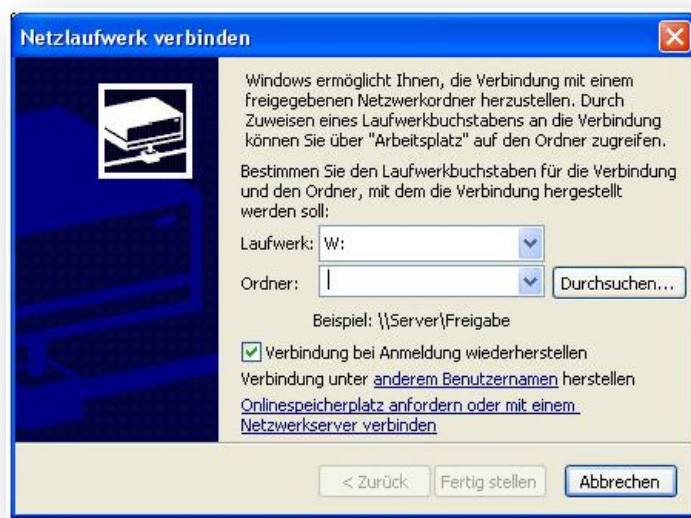 Netzlaufwerk verbinden
Windows ermöglicht Ihnen, die Verbindung mit einem
freigegebenen Netzwerkordner herzustellen. Durch
Zuweisen eines Laufwerkbuchstabens an die Verbindung
können Sie über "Arbeitsplatz" auf den Ordner zugreifen.
Bestimmen Sie den Laufwerkbuchstaben für die Verbindung
und den Ordner, mit dem die Verbindung hergestellt
werden soll:
Laufwerk: W:
Ordner: Durchsuchen...
Beispiel: \\Server\Freigabe
Verbindung bei Anmeldung wiederherstellen
Verbindung unter anderem Benutzernamen herstellen
Onlinespeicherplatz anfordern oder mit einem
Netzwerkserver verbinden
< Zurück Fertig stellen Abbrechen